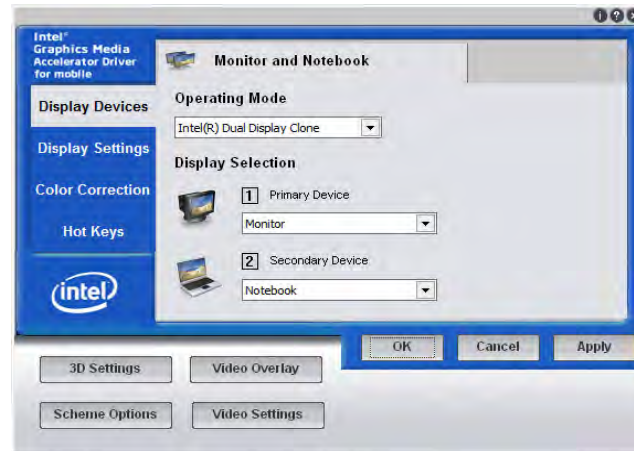 Intel®
Graphics Media
Accelerator Driver
for mobile
Monitor and Notebook
Display Devices
Display Settings
Color Correction
Hot Keys
intel
Operating Mode
Intel(R) Dual Display Clone
Display Selection
1 Primary Device
Monitor
2 Secondary Device
Notebook
OK Cancel Apply
3D Settings Video Overlay
Scheme Options Video Settings